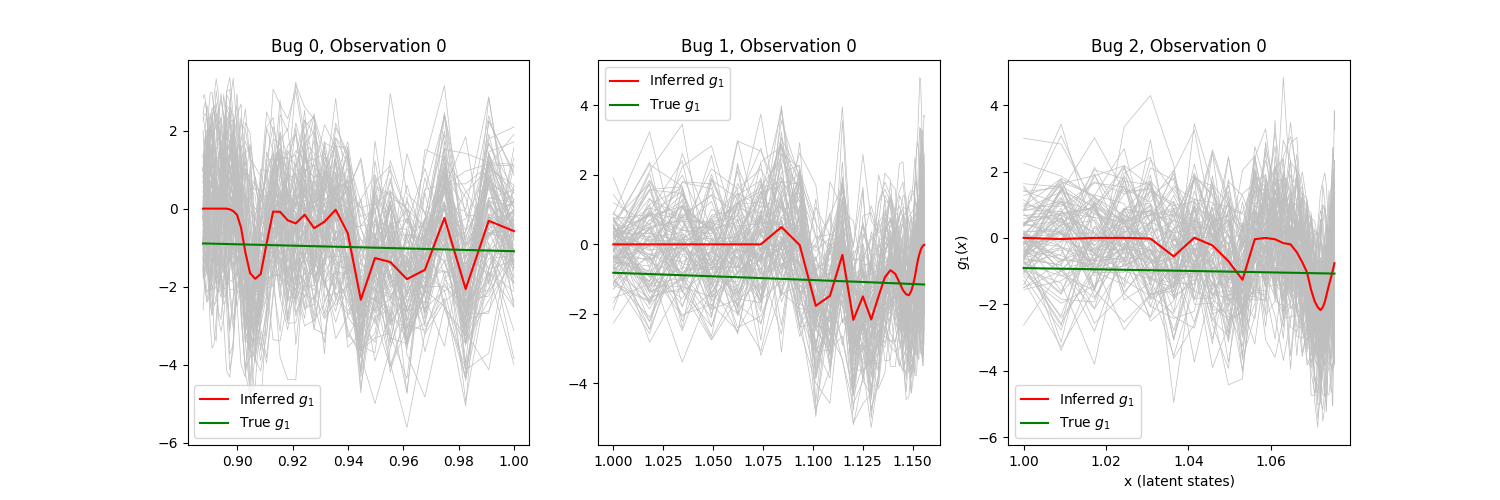 Bug 0, Observation 0
2
0
−2
−4
−6
0.90 0.92 0.94 0.96 0.98 1.00
Inferred g₁
True g₁
Bug 1, Observation 0
4
2
0
−2
−4
1.000 1.025 1.050 1.075 1.100 1.125 1.150
Inferred g₁
True g₁
Bug 2, Observation 0
g₁(x)
4
2
0
−2
−4
−6
1.00 1.02 1.04 1.06
x (latent states)
Inferred g₁
True g₁